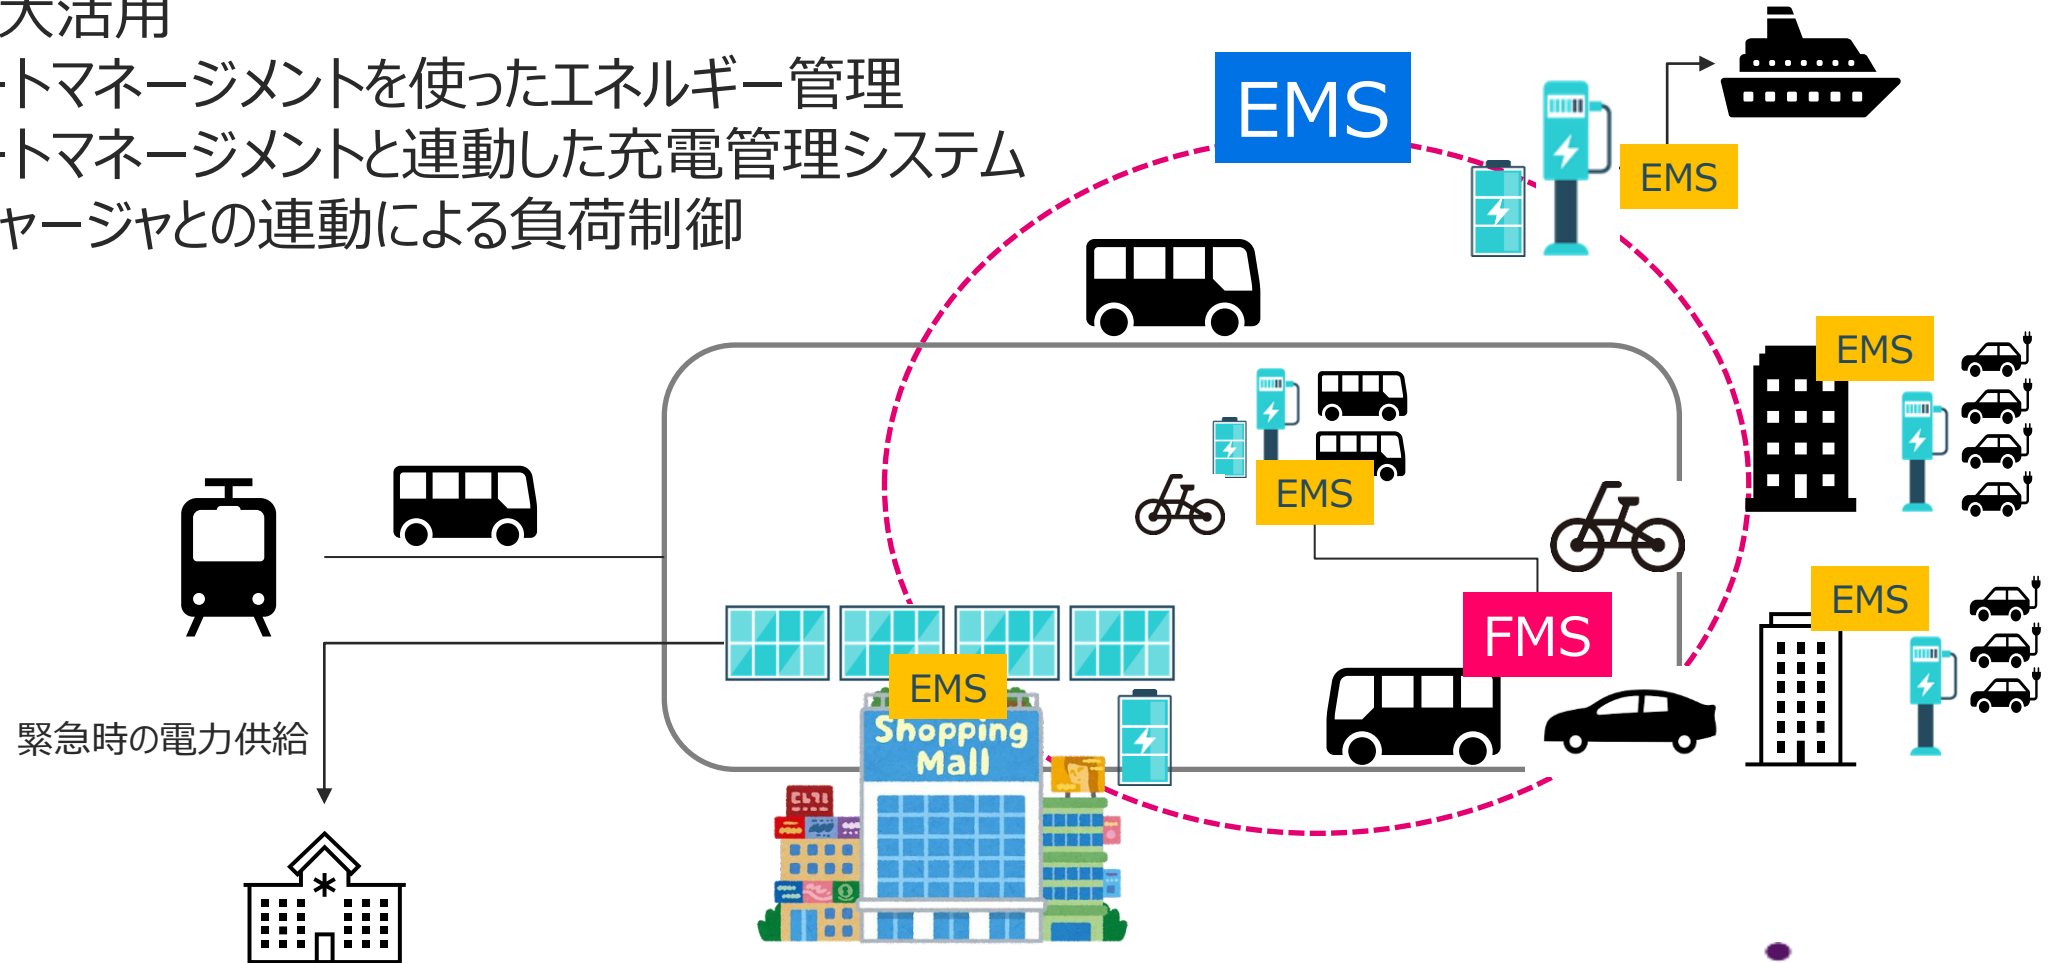 大活用
ートマネージメントを使ったエネルギー管理
ートマネージメントと連動した充電管理システム
ャージャとの連動による負荷制御
EMS
EMS
EMS
EMS
EMS
FMS
EMS
Shopping
Mall
緊急時の電力供給